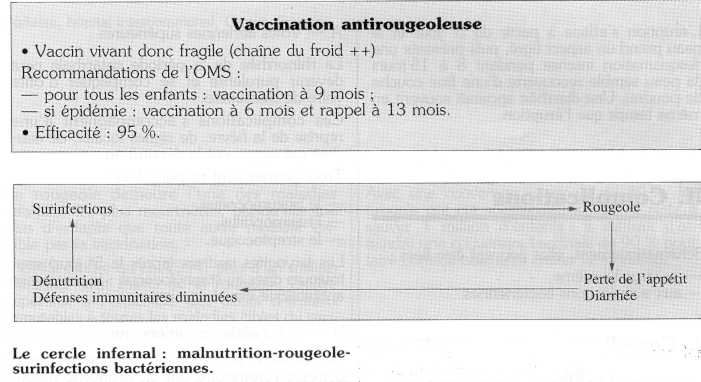 Vaccination antirougeoleuse
• Vaccin vivant donc fragile (chaîne du froid ++)
Recommandations de l'OMS :
— pour tous les enfants : vaccination à 9 mois ;
— si épidémie : vaccination à 6 mois et rappel à 13 mois.
• Efficacité : 95 %.
Surinfections
Rougeole
Dénutrition
Défenses immunitaires diminuées
Perte de l'appétit
Diarrhée
Le cercle infernal : malnutrition-rougeole-
surinfections bactériennes.